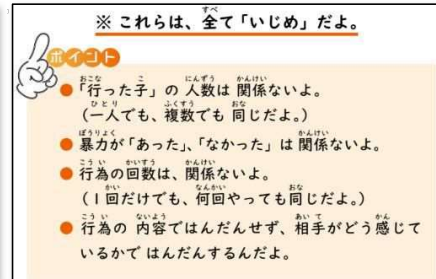 ※ これらは、全て「いじめ」だよ。
ポイント
●「行った子」の 人数は 関係ないよ。
（一人でも、複数でも 同じだよ。）
● 暴力が「あった」、「なかった」は 関係ないよ。
● 行為の回数は、関係ないよ。
（1回だけでも、何回やっても同じだよ。）
● 行為の 内容ではんだんせず、相手がどう感じて
いるかで はんだんするんだよ。